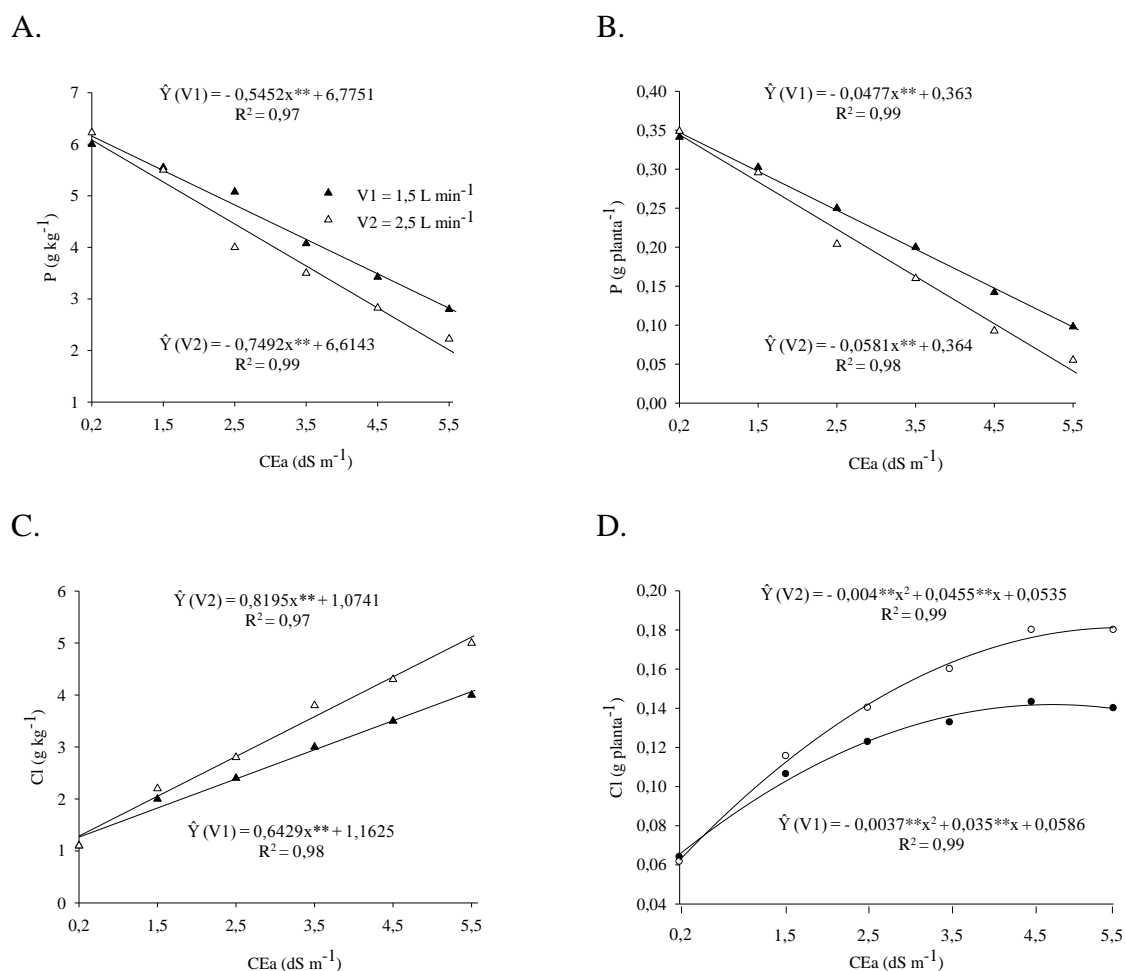 A.
Ŷ (V1) = - 0,5452x** + 6,7751
R² = 0,97
7
6
5
4
3
2
1
P (g kg⁻¹)
V1 = 1,5 L min⁻¹
V2 = 2,5 L min⁻¹
Ŷ (V2) = - 0,7492x** + 6,6143
R² = 0,99
0,2 1,5 2,5 3,5 4,5 5,5
CEa (dS m⁻¹)
B.
Ŷ (V1) = -0,0477x** + 0,363
R² = 0,99
0,40
0,35
0,30
0,25
0,20
0,15
0,10
0,05
0,00
P (g planta⁻¹)
Ŷ (V2) = - 0,0581x** + 0,364
R² = 0,98
0,2 1,5 2,5 3,5 4,5 5,5
CEa (dS m⁻¹)
C.
Ŷ (V2) = 0,8195x** + 1,0741
R² = 0,97
6
5
4
3
2
1
0
Cl (g kg⁻¹)
Ŷ (V1) = 0,6429x** + 1,1625
R² = 0,98
0,2 1,5 2,5 3,5 4,5 5,5
CEa (dS m⁻¹)
D.
Ŷ (V2) = - 0,004**x² + 0,0455**x + 0,0535
R² = 0,99
0,20
0,18
0,16
0,14
0,12
0,10
0,08
0,06
0,04
Cl (g planta⁻¹)
Ŷ (V1) = - 0,0037**x² + 0,035**x + 0,0586
R² = 0,99
0,2 1,5 2,5 3,5 4,5 5,5
CEa (dS m⁻¹)